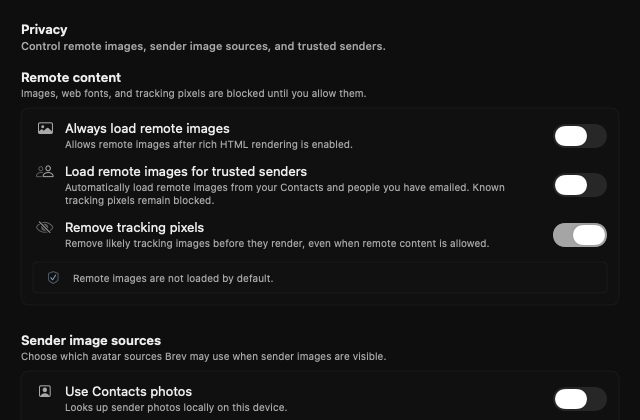 Privacy
Control remote images, sender image sources, and trusted senders.
Remote content
Images, web fonts, and tracking pixels are blocked until you allow them.
Always load remote images
Allows remote images after rich HTML rendering is enabled.
Load remote images for trusted senders
Automatically load remote images from your Contacts and people you have emailed. Known
tracking pixels remain blocked.
Remove tracking pixels
Remove likely tracking images before they render, even when remote content is allowed.
Remote images are not loaded by default.
Sender image sources
Choose which avatar sources Brev may use when sender images are visible.
Use Contacts photos
Looks up sender photos locally on this device.